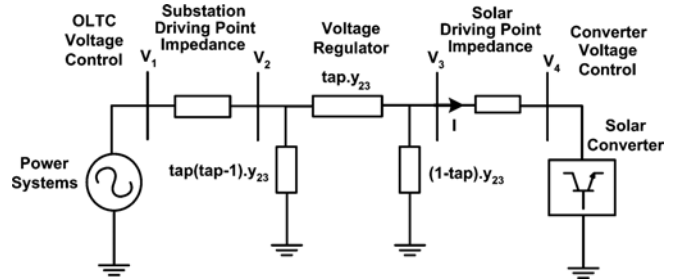 OLTC
Voltage
Control
Substation
Driving Point
Impedance
Voltage
Regulator
Solar
Driving Point
Impedance
Converter
Voltage
Control
V1
V2
tap.y23
V3
V4
I
Solar
Converter
Power
Systems
tap(tap-1).y23
(1-tap).y23